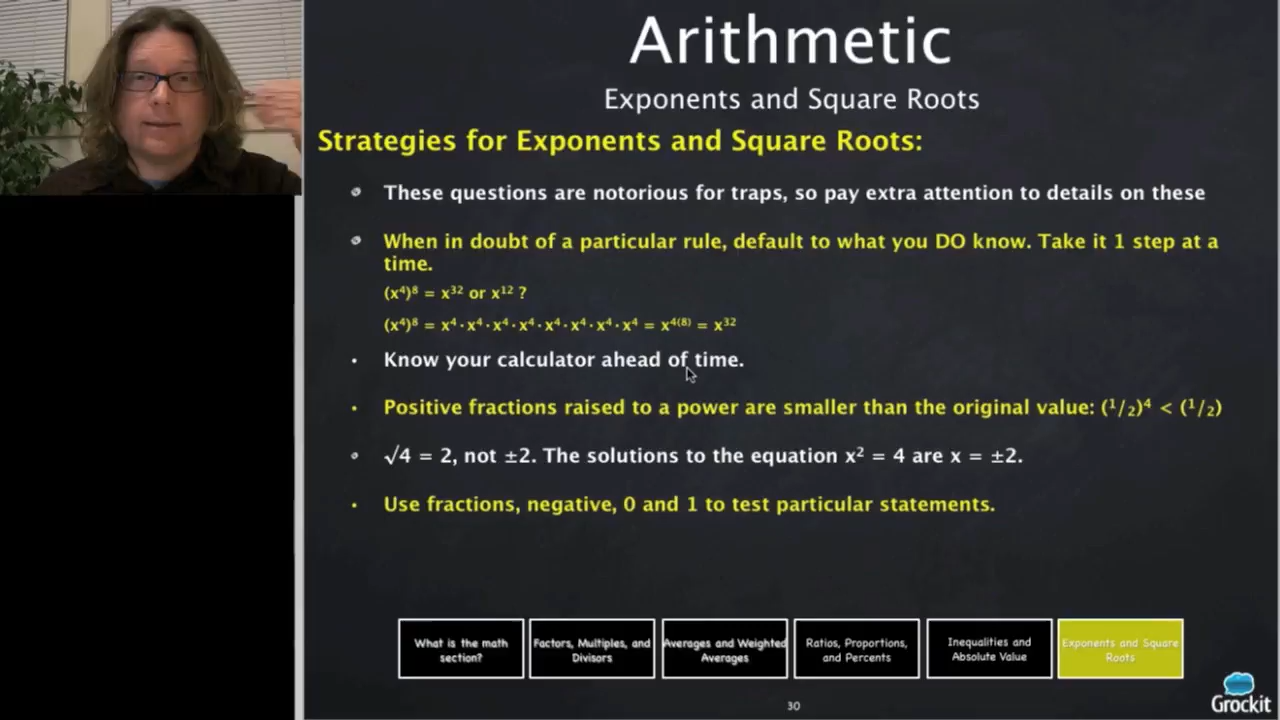 Arithmetic
Exponents and Square Roots
Strategies for Exponents and Square Roots:
These questions are notorious for traps, so pay extra attention to details on these
When in doubt of a particular rule, default to what you DO know. Take it 1 step at a
time.
(x⁴)⁸ = x³² or x¹² ?
(x⁴)⁸ = x⁴·x⁴·x⁴·x⁴·x⁴·x⁴·x⁴·x⁴ = x⁴⁽⁸⁾ = x³²
Know your calculator ahead of time.
Positive fractions raised to a power are smaller than the original value: (¹/₂)⁴ < (¹/₂)
√4 = 2, not ±2. The solutions to the equation x² = 4 are x = ±2.
Use fractions, negative, 0 and 1 to test particular statements.
What is the math
section?
Factors, Multiples, and
Divisors
Averages and Weighted
Averages
Ratios, Proportions,
and Percents
Inequalities and
Absolute Value
Exponents and Square
Roots
30
Grockit